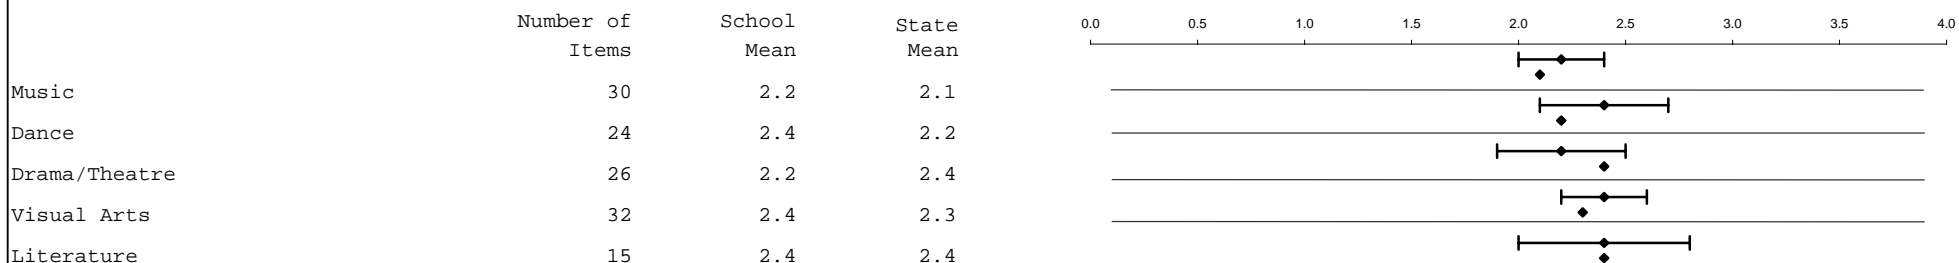 Number of School State 0.0 0.5 1.0 1.5 2.0 2.5 3.0 3.5 4.0
Items Mean Mean
Music 30 2.2 2.1
Dance 24 2.4 2.2
Drama/Theatre 26 2.2 2.4
Visual Arts 32 2.4 2.3
Literature 15 2.4 2.4